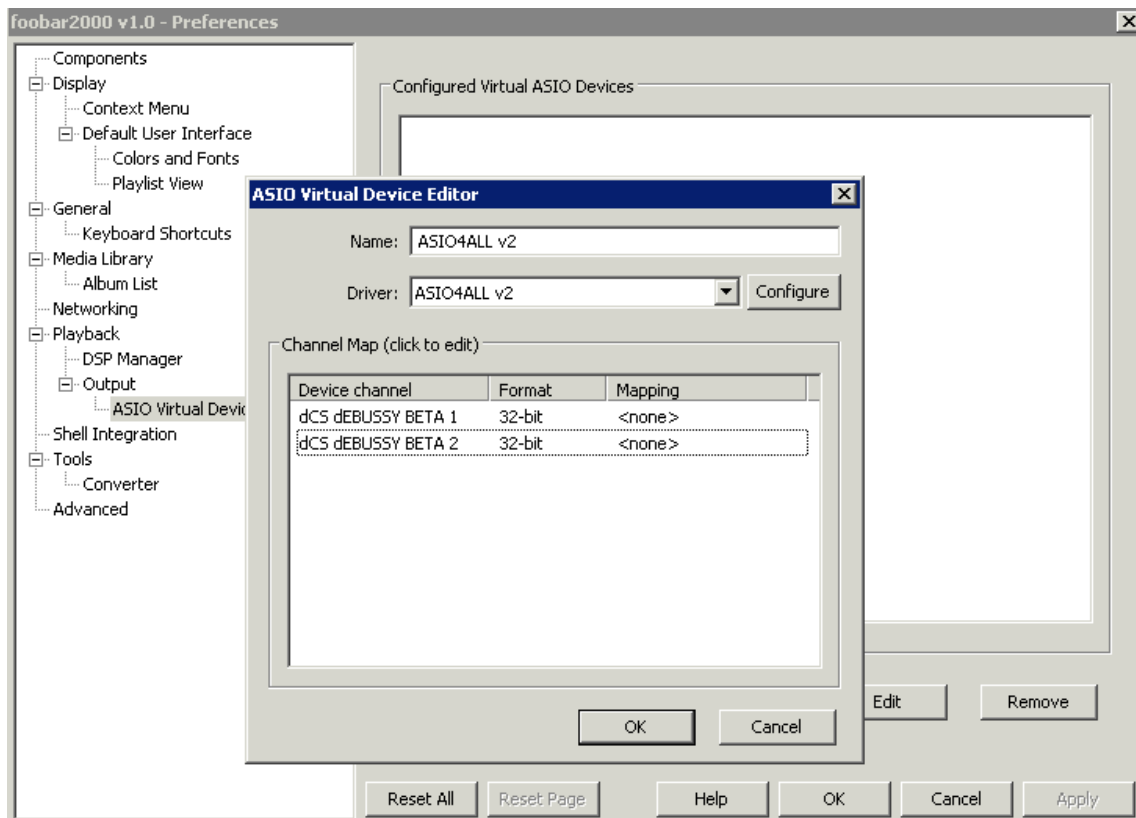 foobar2000 v1.0 - Preferences
Components
Display
Context Menu
Default User Interface
Colors and Fonts
Playlist View
General
Keyboard Shortcuts
Media Library
Album List
Networking
Playback
DSP Manager
Output
ASIO Virtual Devic
Shell Integration
Tools
Converter
Advanced
Configured Virtual ASIO Devices
ASIO Virtual Device Editor
Name: ASIO4ALL v2
Driver: ASIO4ALL v2 Configure
Channel Map (click to edit)
Device channel Format Mapping
dCS dEBUSSY BETA 1 32-bit <none>
dCS dEBUSSY BETA 2 32-bit <none>
OK Cancel
Edit Remove
Reset All Reset Page Help OK Cancel Apply